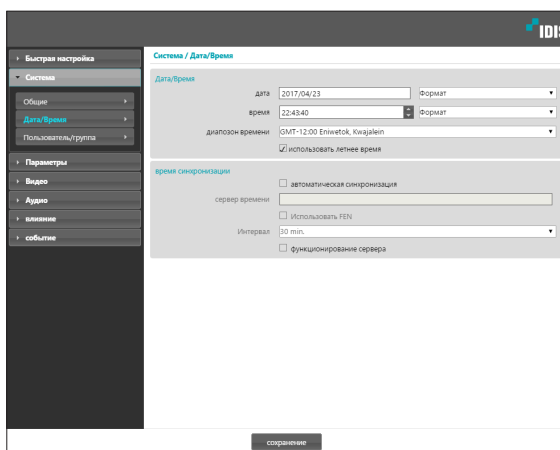 IDIS
Быстрая настройка
Система
Общие
Дата/Время
Пользователь/группа
Параметры
Видео
Аудио
влияние
событие
Система / Дата/Время
Дата/Время
дата 2017/04/23 Формат
время 22:43:40 Формат
диапозон времени GMT-12:00 Eniwetok, Kwajalein
использовать летнее время
время синхронизации
автоматическая синхронизация
сервер времени
Использовать FEN
Интервал 30 min.
функционирование сервера
сохранение